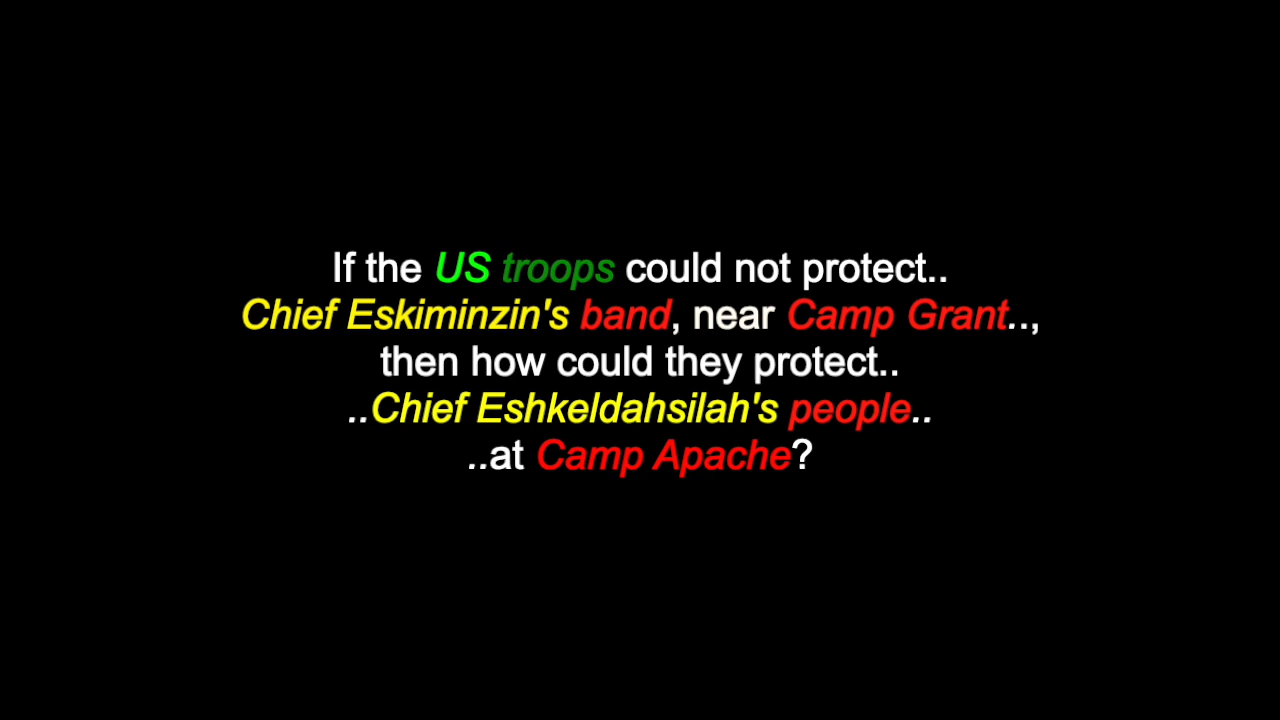 If the US troops could not protect..
Chief Eskiminzin's band, near Camp Grant..,
then how could they protect..
..Chief Eshkeldahsilah's people..
..at Camp Apache?